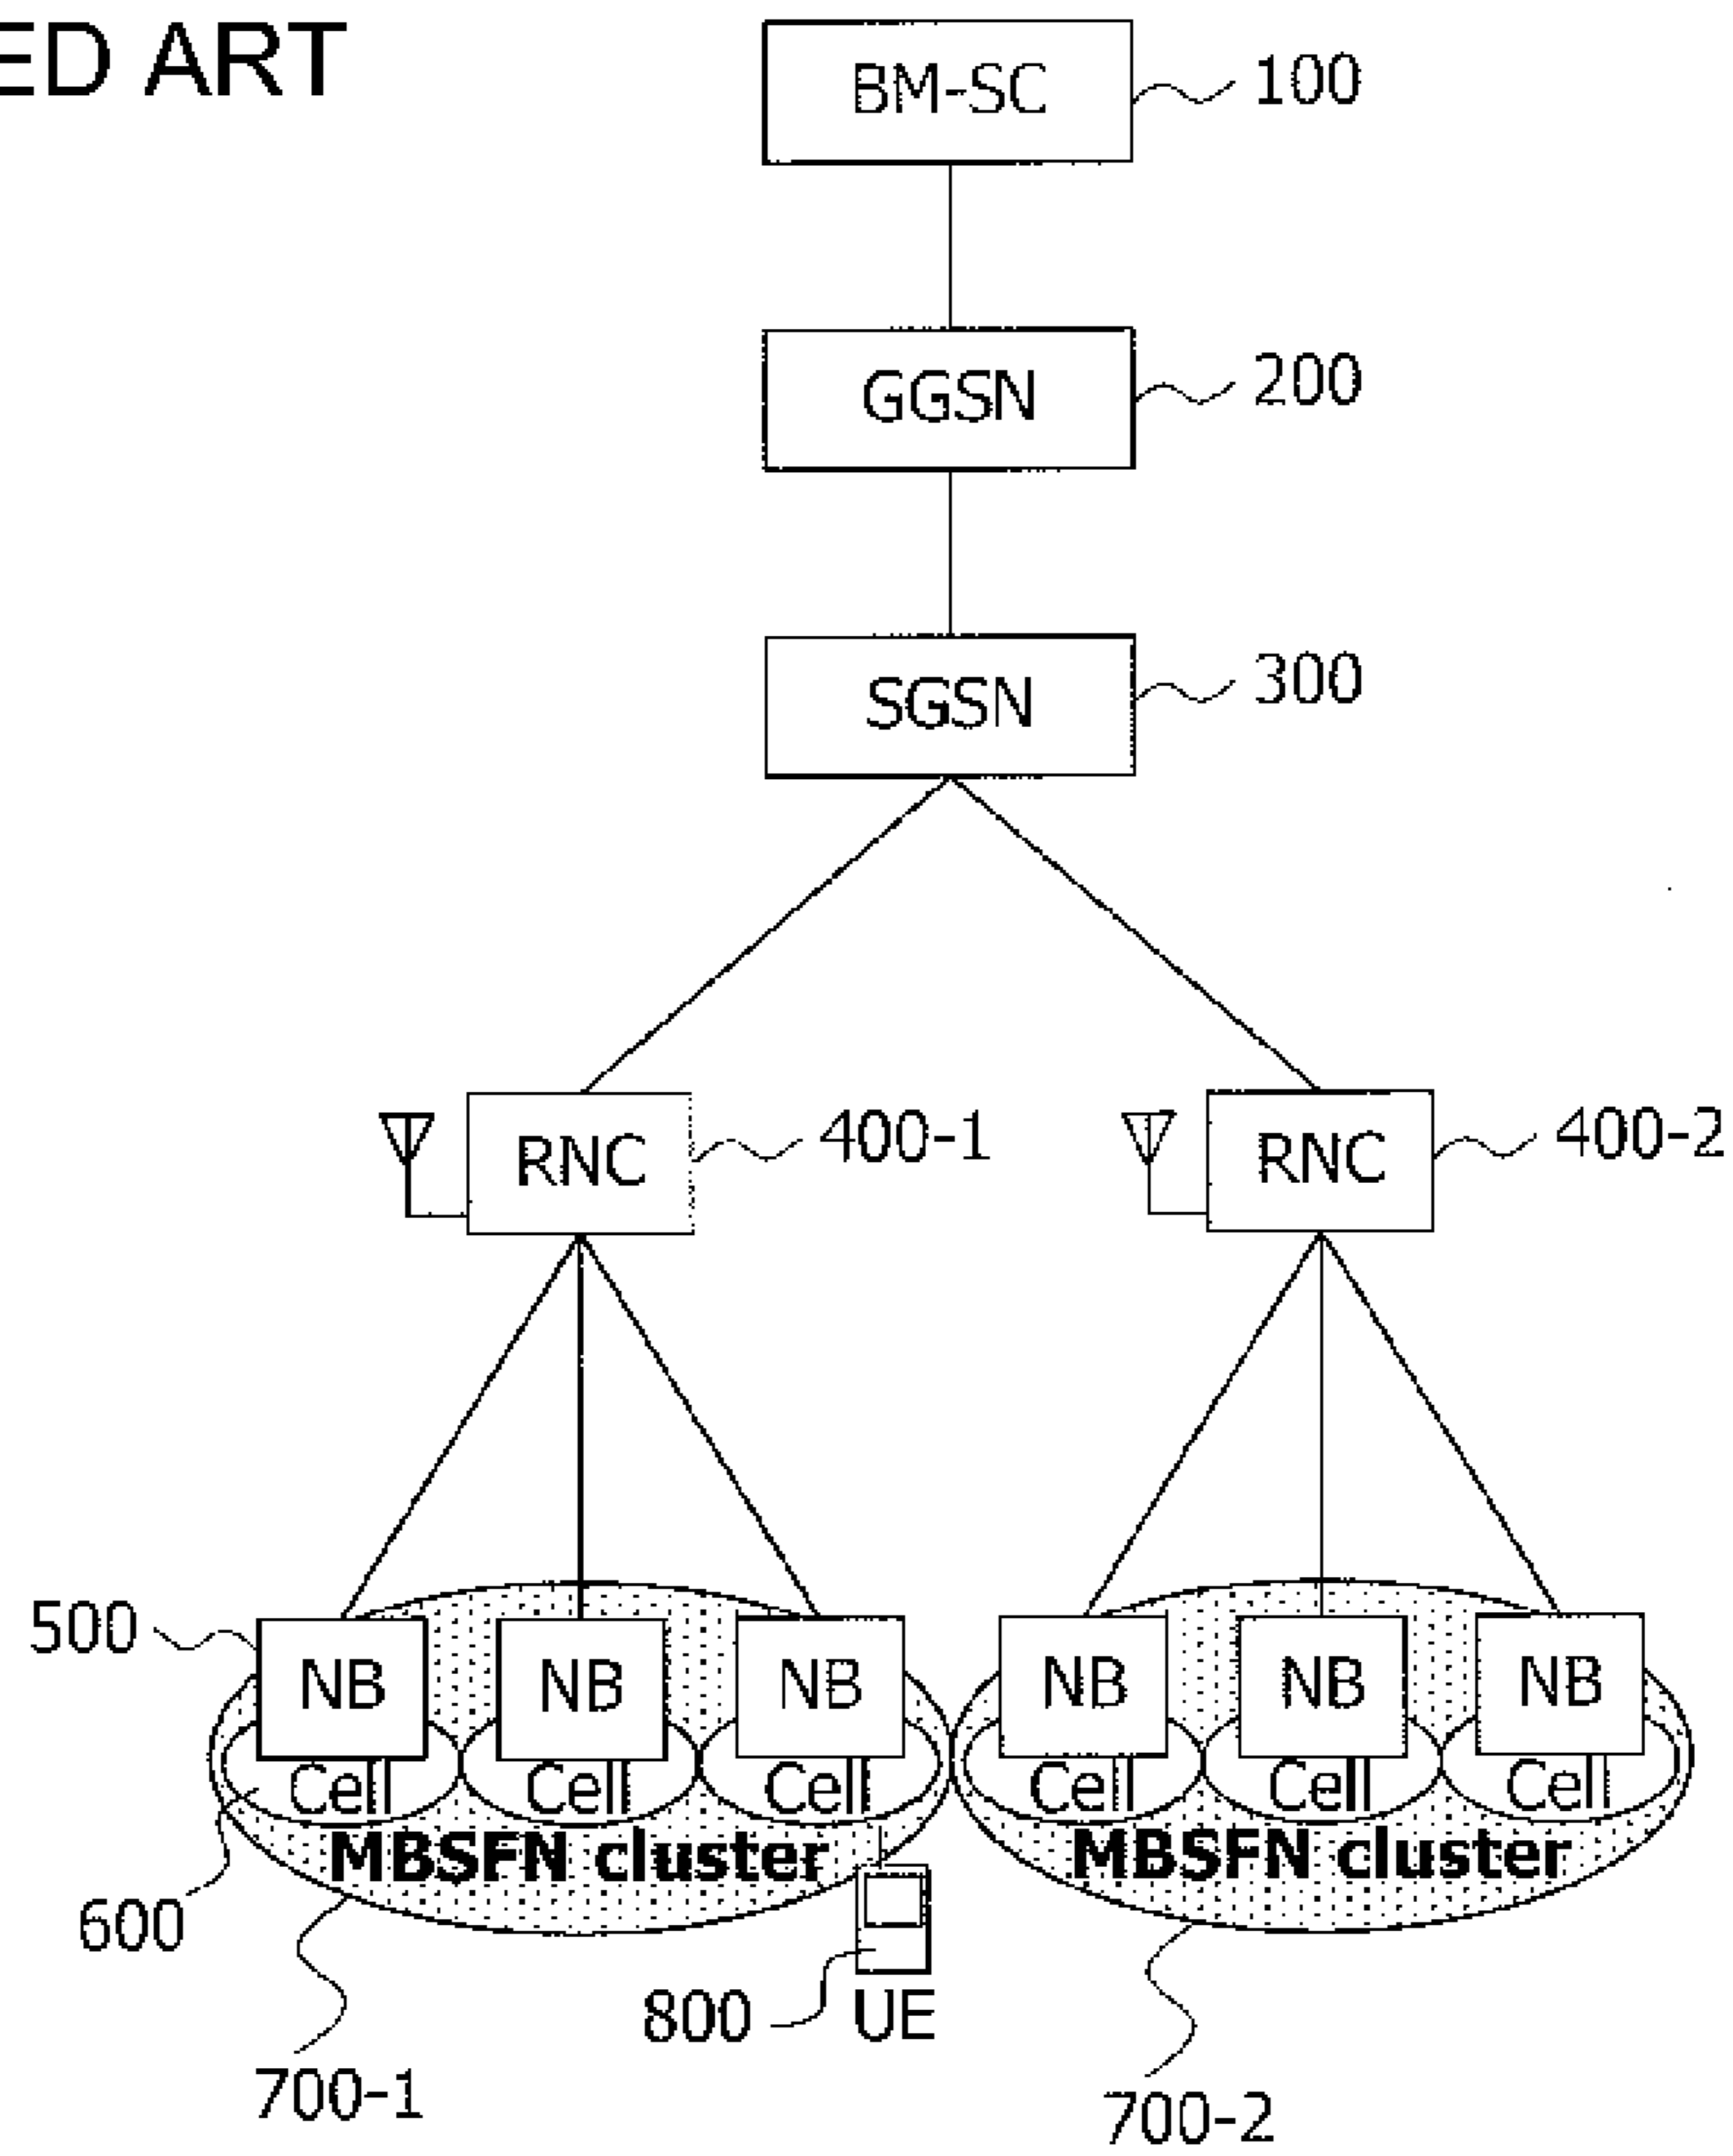 ED ART
BM-SC 100
GGSN 200
SGSN 300
RNC 400-1 RNC 400-2
500 NB NB NB NB NB NB
Cell Cell Cell Cell Cell Cell
MBSFN cluster MBSFN cluster
600
800 UE
700-1 700-2